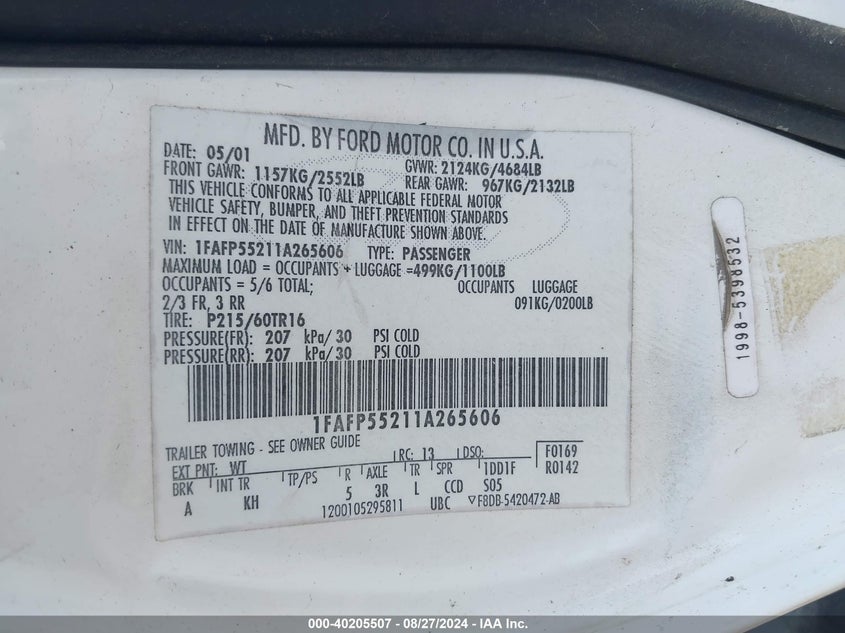 MFD. BY FORD MOTOR CO. IN U.S.A.
DATE: 05/01
GVWR: 2124KG/4684LB
FRONT GAWR: 1157KG/2552LB
REAR GAWR: 967KG/2132LB
THIS VEHICLE CONFORMS TO ALL APPLICABLE FEDERAL MOTOR
VEHICLE SAFETY, BUMPER, AND THEFT PREVENTION STANDARDS
IN EFFECT ON THE DATE OF MANUFACTURE SHOWN ABOVE.
VIN: 1FAFP55211A265606 TYPE: PASSENGER
MAXIMUM LOAD = OCCUPANTS + LUGGAGE =499KG/1100LB
OCCUPANTS = 5/6 TOTAL; OCCUPANTS LUGGAGE
2/3 FR, 3 RR 091KG/0200LB
TIRE: P215/60TR16
PRESSURE(FR): 207 kPa/ 30 PSI COLD
PRESSURE(RR): 207 kPa/ 30 PSI COLD
1FAFP55211A265606
TRAILER TOWING - SEE OWNER GUIDE
EXT PNT: WT RC: 13 DSO: F0169
R0142
BRK INT TR TP/PS R AXLE TR SPR 1DD1F
A KH 5 3R L CCD S05
1200105295811 UBC F8DB-5420472-AB
1998-5398532
000-40205507 - 08/27/2024 - IAA Inc.